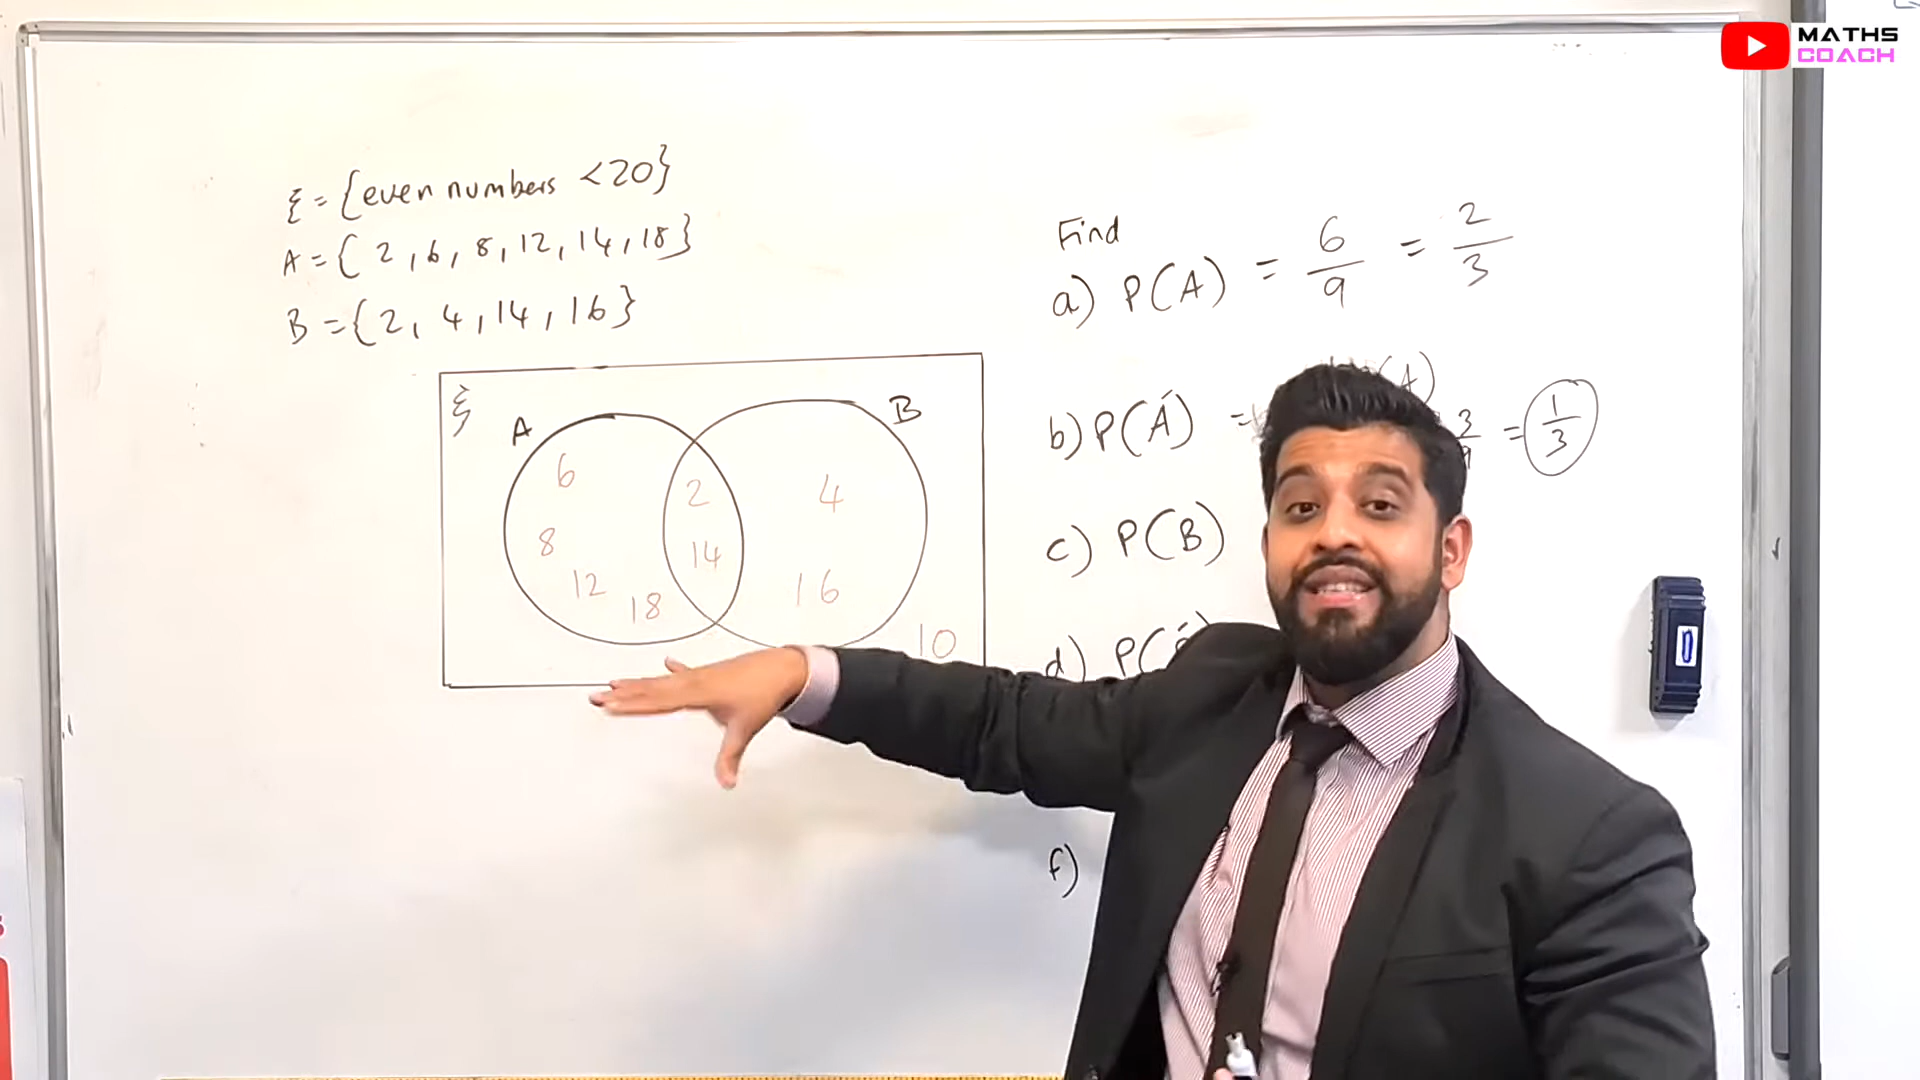 MATHS
COACH
ξ = {even numbers <20}
A = { 2, 6, 8, 12, 14, 18}
B = {2, 4, 14, 16}
Find
a) P(A) = 6/9 = 2/3
b) P(Á) = 3/9 = 1/3
c) P(B)
d) P(
f)
ξ
A
B
6
2
4
8
14
12
18
16
10